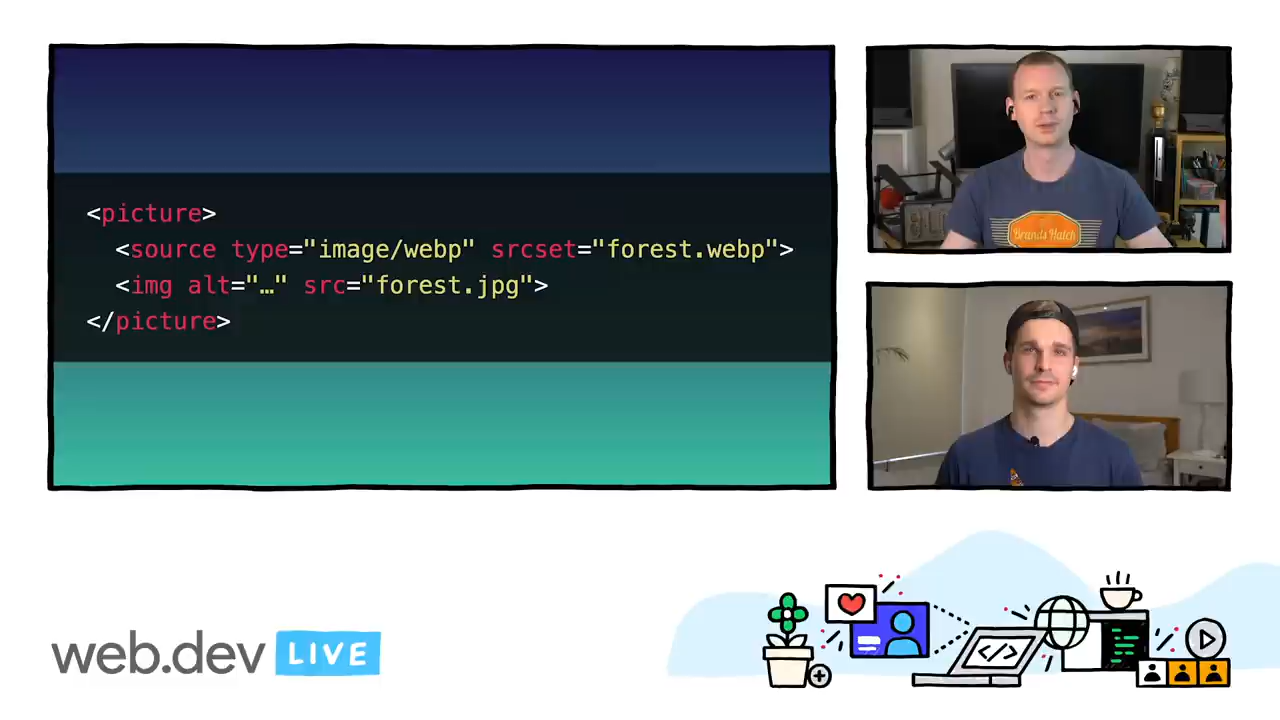 <picture>
  <source type="image/webp" srcset="forest.webp">
  <img alt="…" src="forest.jpg">
</picture>
Brands Hatch
web.dev LIVE
</>